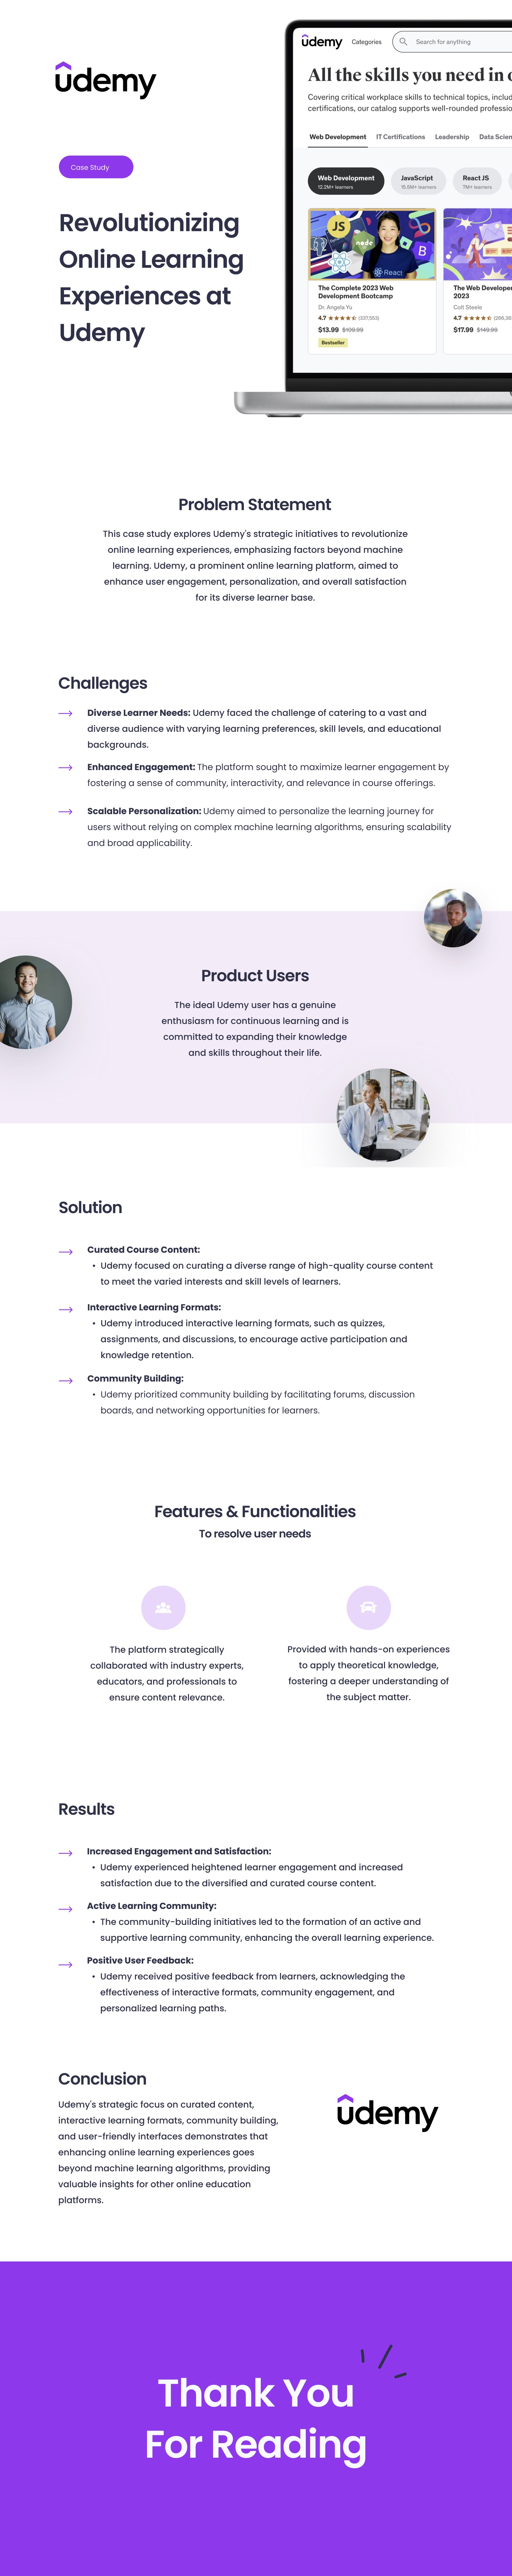 udemy
Case Study
Revolutionizing
Online Learning
Experiences at
Udemy
udemy Categories Search for anything
All the skills you need in o
Covering critical workplace skills to technical topics, includ
certifications, our catalog supports well-rounded professio
Web Development IT Certifications Leadership Data Scien
Web Development
12.2M+ learners
JavaScript
15.5M+ learners
React JS
7M+ learners
JS
node
B
React
The Complete 2023 Web
Development Bootcamp
Dr. Angela Yu
4.7 (337,553)
$13.99 $109.99
Bestseller
The Web Developer
2023
Colt Steele
4.7 (266,38
$17.99 $149.99
Problem Statement
This case study explores Udemy's strategic initiatives to revolutionize
online learning experiences, emphasizing factors beyond machine
learning. Udemy, a prominent online learning platform, aimed to
enhance user engagement, personalization, and overall satisfaction
for its diverse learner base.
Challenges
Diverse Learner Needs: Udemy faced the challenge of catering to a vast and
diverse audience with varying learning preferences, skill levels, and educational
backgrounds.
Enhanced Engagement: The platform sought to maximize learner engagement by
fostering a sense of community, interactivity, and relevance in course offerings.
Scalable Personalization: Udemy aimed to personalize the learning journey for
users without relying on complex machine learning algorithms, ensuring scalability
and broad applicability.
Product Users
The ideal Udemy user has a genuine
enthusiasm for continuous learning and is
committed to expanding their knowledge
and skills throughout their life.
Solution
Curated Course Content:
• Udemy focused on curating a diverse range of high-quality course content
to meet the varied interests and skill levels of learners.
Interactive Learning Formats:
• Udemy introduced interactive learning formats, such as quizzes,
assignments, and discussions, to encourage active participation and
knowledge retention.
Community Building:
• Udemy prioritized community building by facilitating forums, discussion
boards, and networking opportunities for learners.
Features & Functionalities
To resolve user needs
The platform strategically
collaborated with industry experts,
educators, and professionals to
ensure content relevance.
Provided with hands-on experiences
to apply theoretical knowledge,
fostering a deeper understanding of
the subject matter.
Results
Increased Engagement and Satisfaction:
• Udemy experienced heightened learner engagement and increased
satisfaction due to the diversified and curated course content.
Active Learning Community:
• The community-building initiatives led to the formation of an active and
supportive learning community, enhancing the overall learning experience.
Positive User Feedback:
• Udemy received positive feedback from learners, acknowledging the
effectiveness of interactive formats, community engagement, and
personalized learning paths.
Conclusion
Udemy's strategic focus on curated content,
interactive learning formats, community building,
and user-friendly interfaces demonstrates that
enhancing online learning experiences goes
beyond machine learning algorithms, providing
valuable insights for other online education
platforms.
udemy
Thank You
For Reading